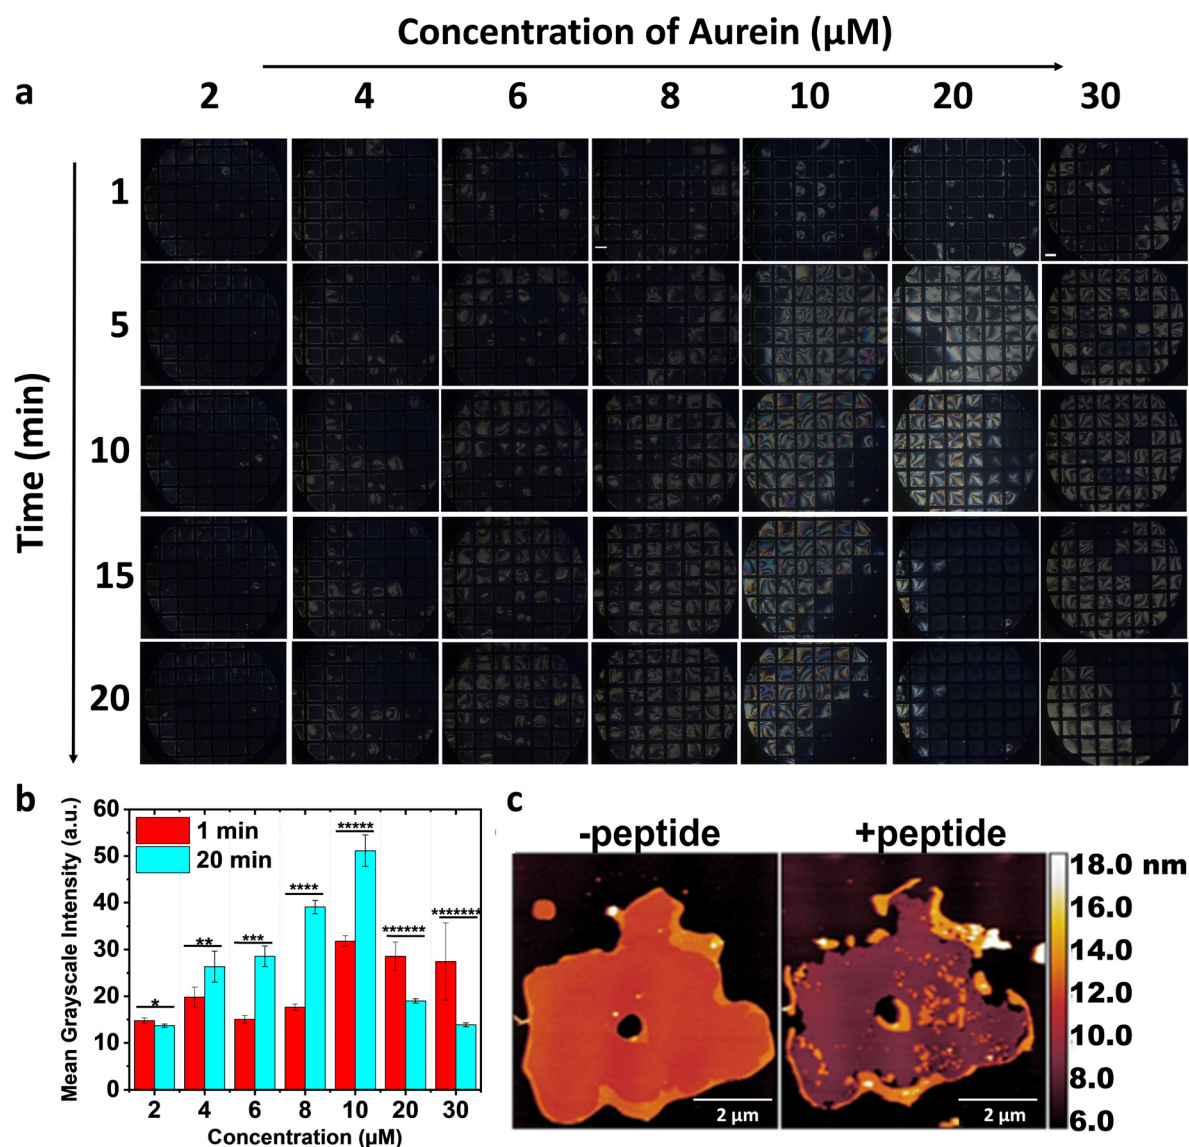 Concentration of Aurein (µM)
a
2 4 6 8 10 20 30
Time (min)
1
5
10
15
20
b
Mean Grayscale Intensity (a.u.)
60
50
40
30
20
10
0
1 min
20 min
* ** *** **** ***** ****** *******
2 4 6 8 10 20 30
Concentration (µM)
c
-peptide +peptide
2 µm 2 µm
18.0 nm
16.0
14.0
12.0
10.0
8.0
6.0